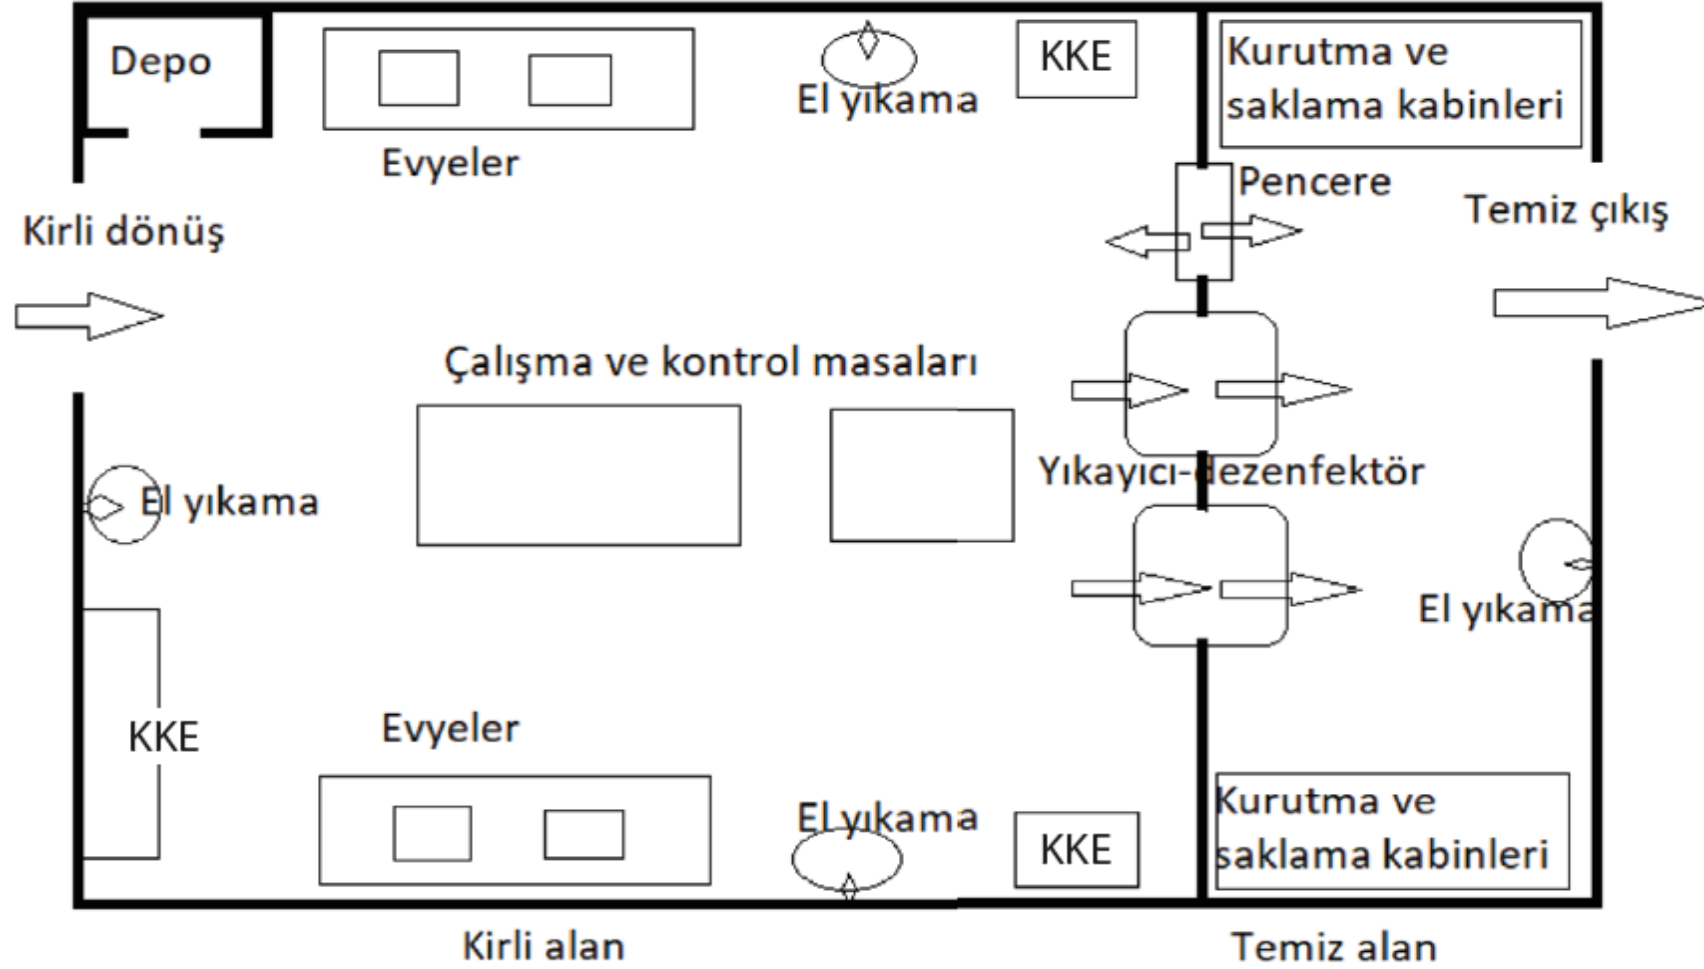 Depo
KKE
Kurutma ve
saklama kabinleri
El yıkama
Evyeler
Pencere
Kirli dönüş
Temiz çıkış
Çalışma ve kontrol masaları
Yıkayıcı-dezenfektör
El yıkama
El yıkama
KKE
Evyeler
El yıkama
KKE
Kurutma ve
saklama kabinleri
Kirli alan
Temiz alan